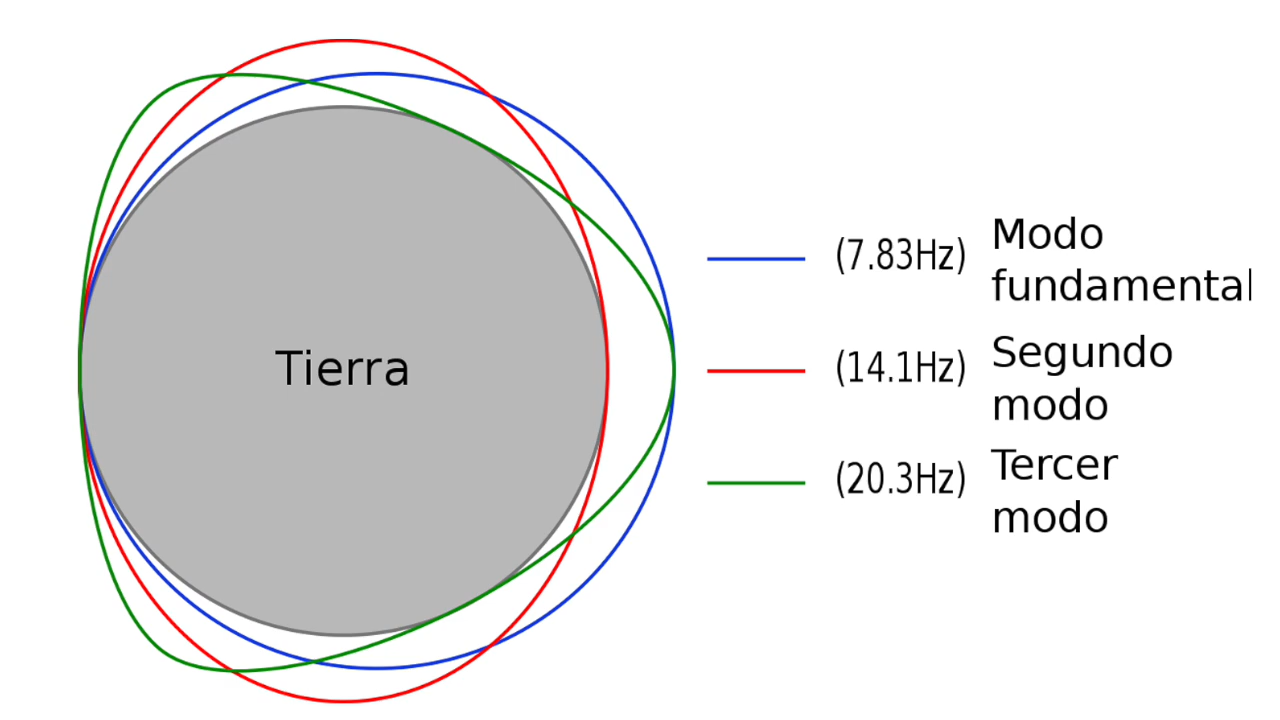 Tierra
(7.83Hz) Modo
fundamental
(14.1Hz) Segundo
modo
(20.3Hz) Tercer
modo